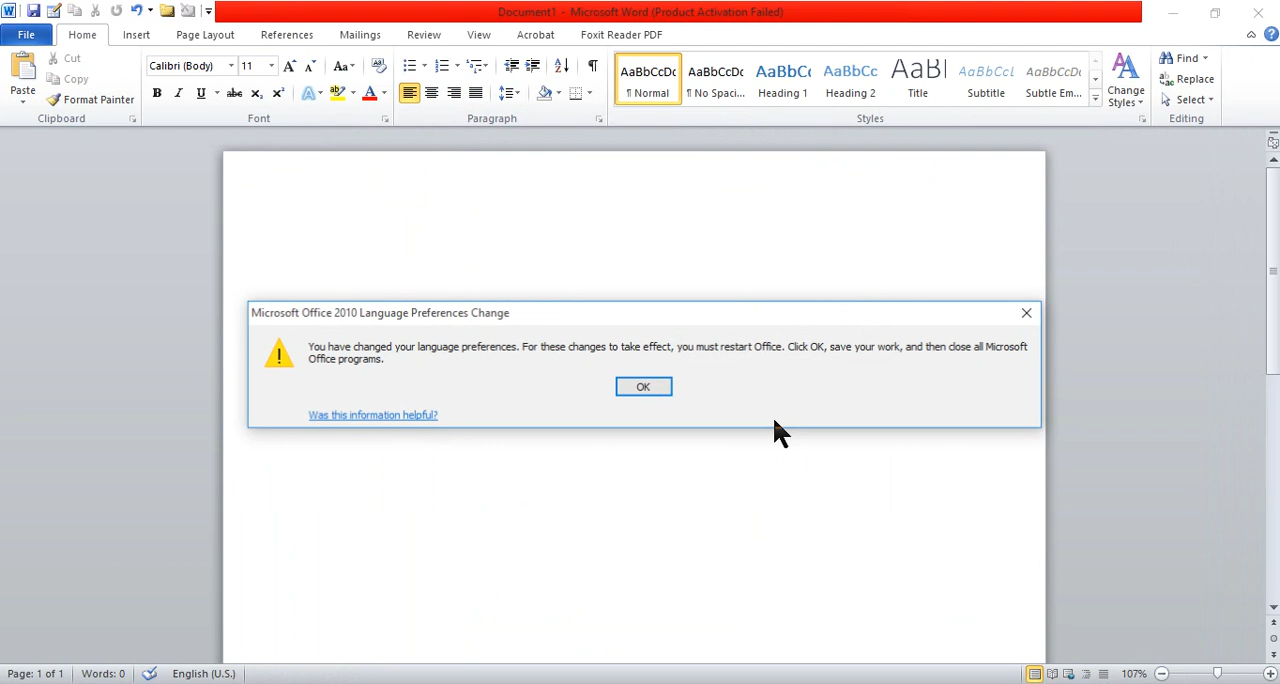 Document1 - Microsoft Word (Product Activation Failed)
File Home Insert Page Layout References Mailings Review View Acrobat Foxit Reader PDF
Paste
Cut
Copy
Format Painter
Clipboard
Calibri (Body) 11
Font
Paragraph
AaBbCcDc AaBbCcDc AaBbCc AaBbCc AaBl AaBbCcL AaBbCcDc
¶ Normal ¶ No Spaci... Heading 1 Heading 2 Title Subtitle Subtle Em...
Change
Styles
Styles
Find
Replace
Select
Editing
Microsoft Office 2010 Language Preferences Change
You have changed your language preferences. For these changes to take effect, you must restart Office. Click OK, save your work, and then close all Microsoft
Office programs.
OK
Was this information helpful?
Page: 1 of 1 Words: 0 English (U.S.) 107%